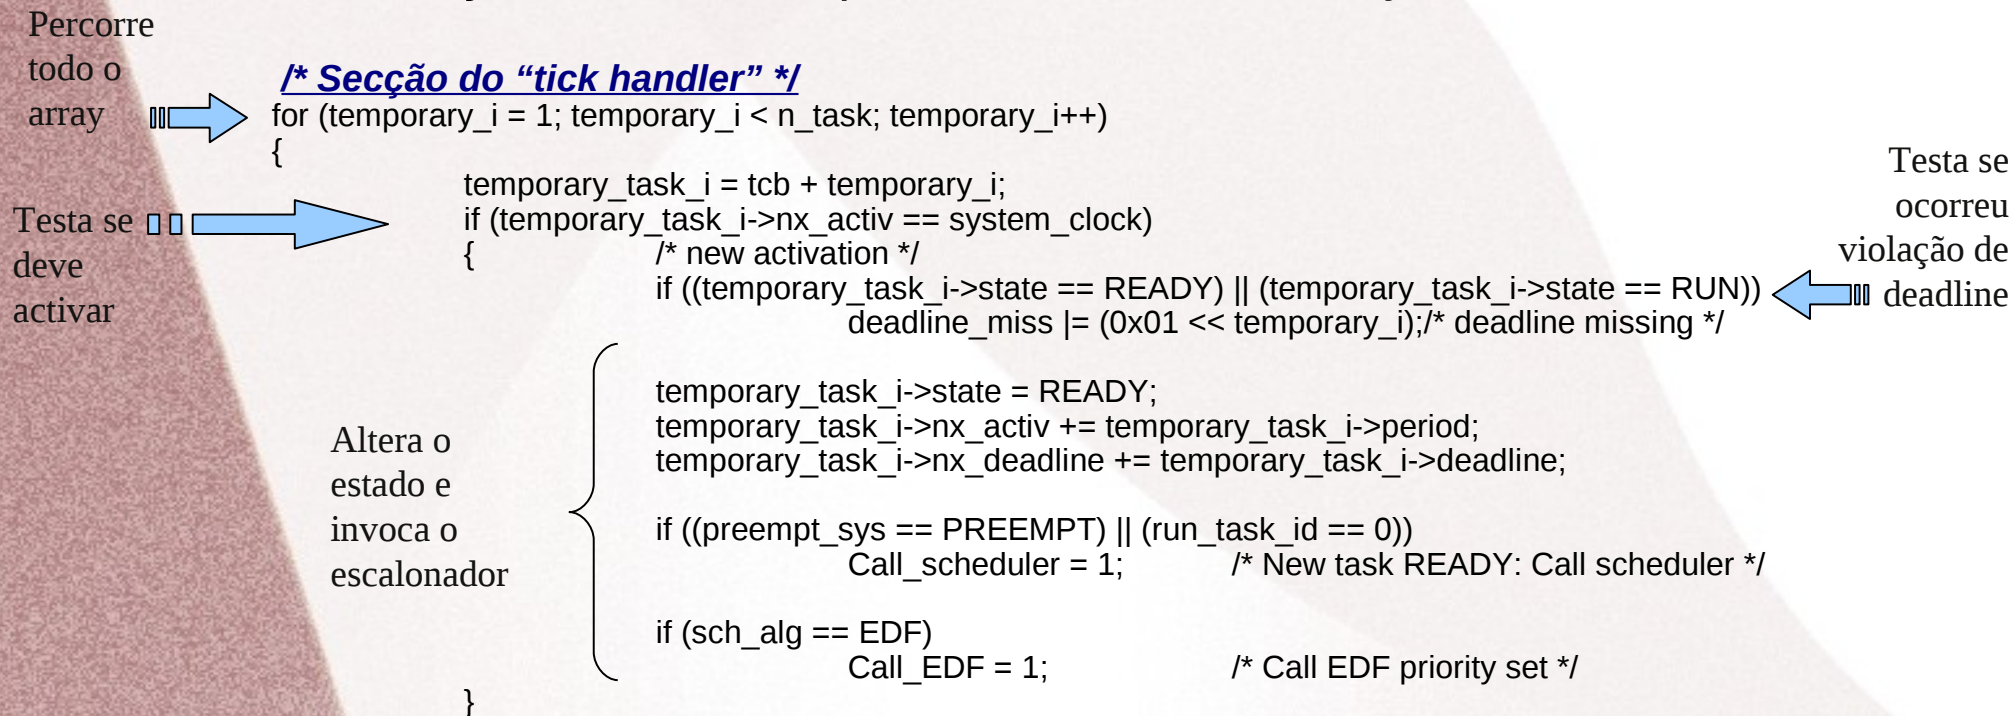 Percorre
todo o
array
/* Secção do “tick handler” */
for (temporary_i = 1; temporary_i < n_task; temporary_i++)
{
temporary_task_i = tcb + temporary_i;
Testa se
deve
activar
if (temporary_task_i->nx_activ == system_clock)
{ /* new activation */
if ((temporary_task_i->state == READY) || (temporary_task_i->state == RUN))
deadline_miss |= (0x01 << temporary_i);/* deadline missing */
Testa se
ocorreu
violação de
deadline
Altera o
estado e
invoca o
escalonador
temporary_task_i->state = READY;
temporary_task_i->nx_activ += temporary_task_i->period;
temporary_task_i->nx_deadline += temporary_task_i->deadline;
if ((preempt_sys == PREEMPT) || (run_task_id == 0))
Call_scheduler = 1; /* New task READY: Call scheduler */
if (sch_alg == EDF)
Call_EDF = 1; /* Call EDF priority set */
}